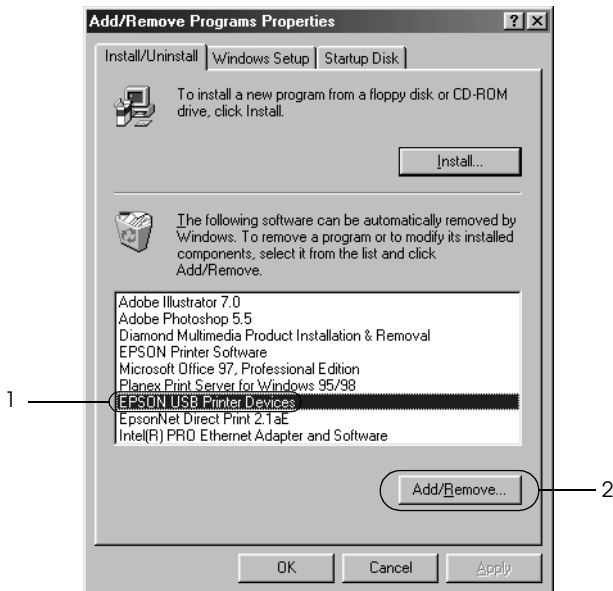 Add/Remove Programs Properties
Install/Uninstall
Windows Setup
Startup Disk
To install a new program from a floppy disk or CD-ROM
drive, click Install.
Install...
The following software can be automatically removed by
Windows. To remove a program or to modify its installed
components, select it from the list and click
Add/Remove.
Adobe Illustrator 7.0
Adobe Photoshop 5.5
Diamond Multimedia Product Installation & Removal
EPSON Printer Software
Microsoft Office 97, Professional Edition
Planex Print Server for Windows 95/98
1
EPSON USB Printer Devices
EpsonNet Direct Print 2.1aE
Intel(R) PRO Ethernet Adapter and Software
Add/Remove...
2
OK
Cancel
Apply